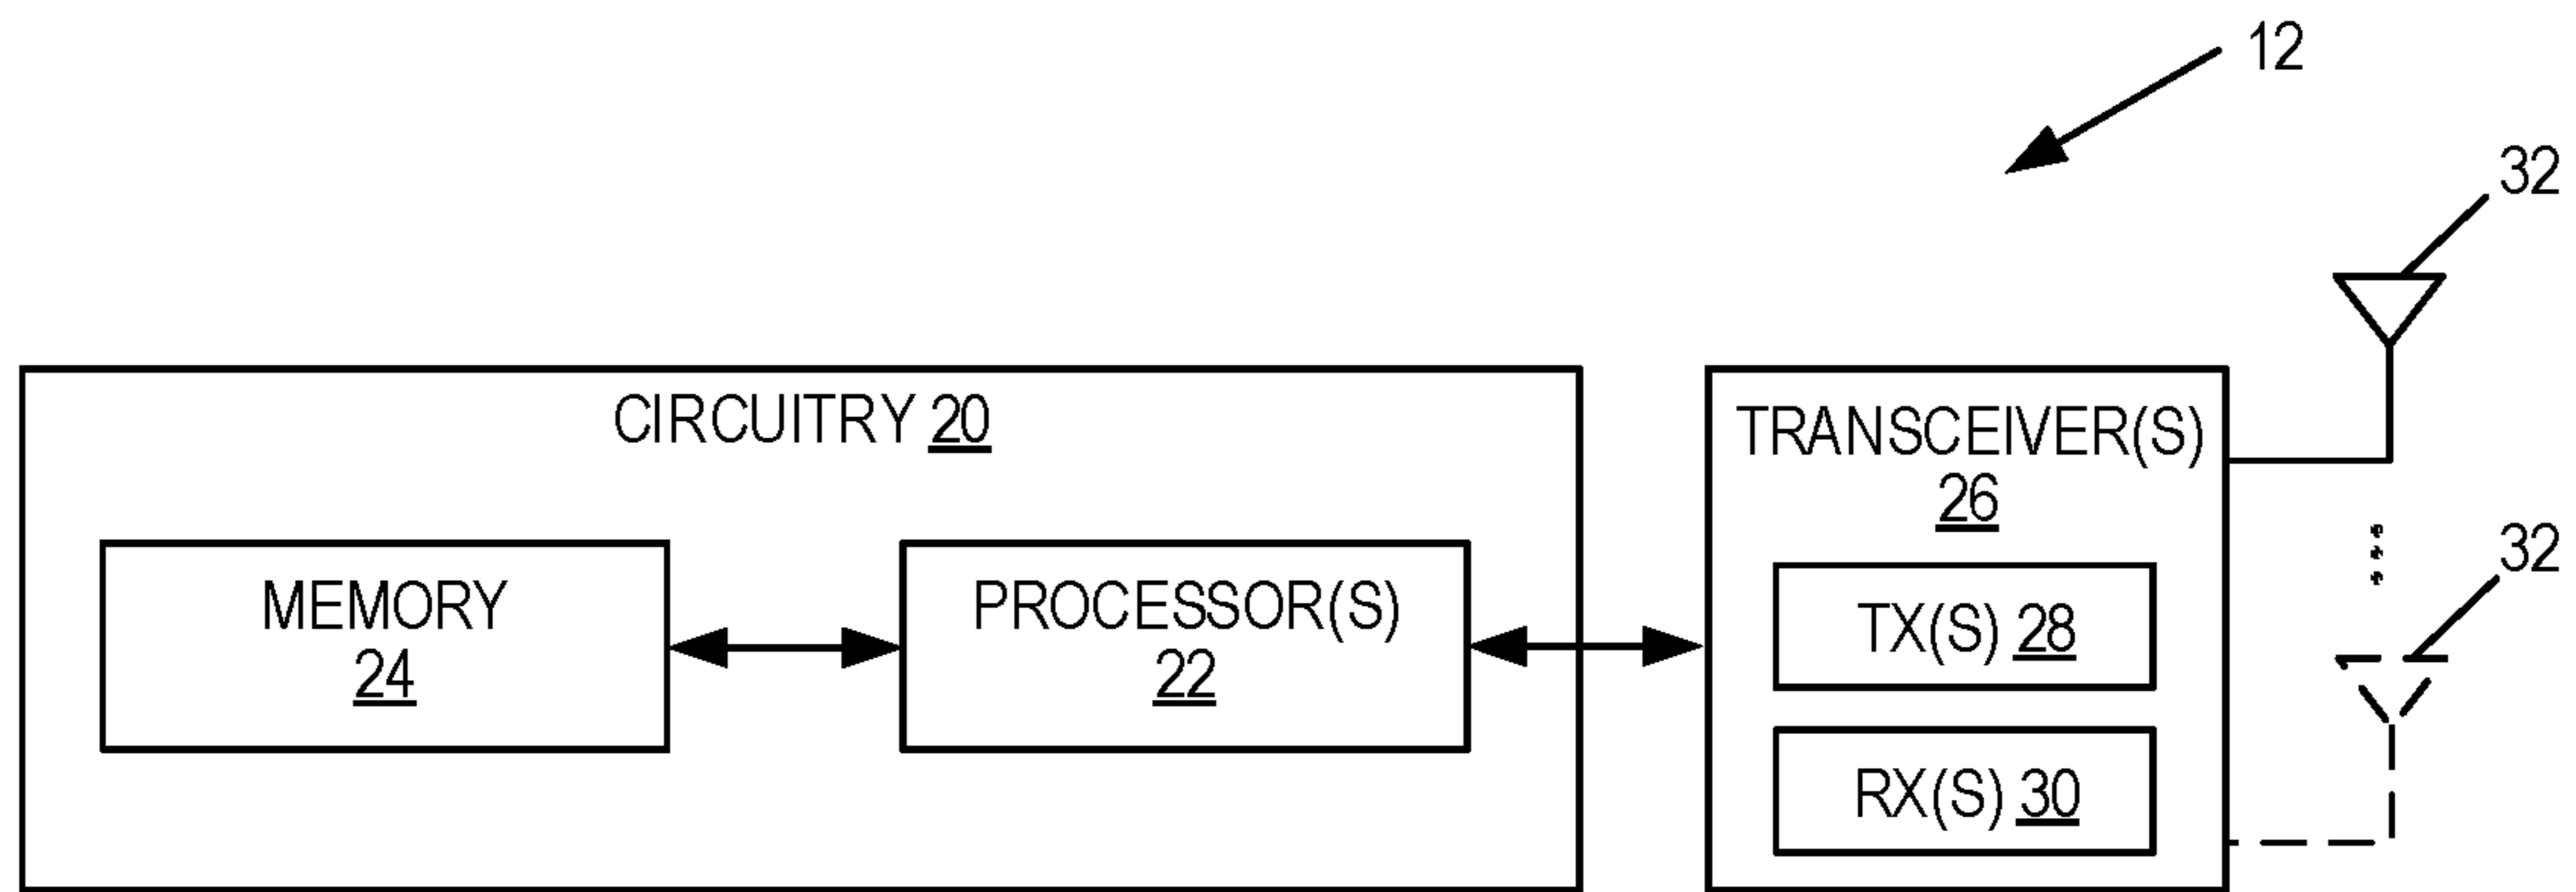 12
32
CIRCUITRY 20
TRANSCEIVER(S)
26
32
MEMORY
24
PROCESSOR(S)
22
TX(S) 28
RX(S) 30